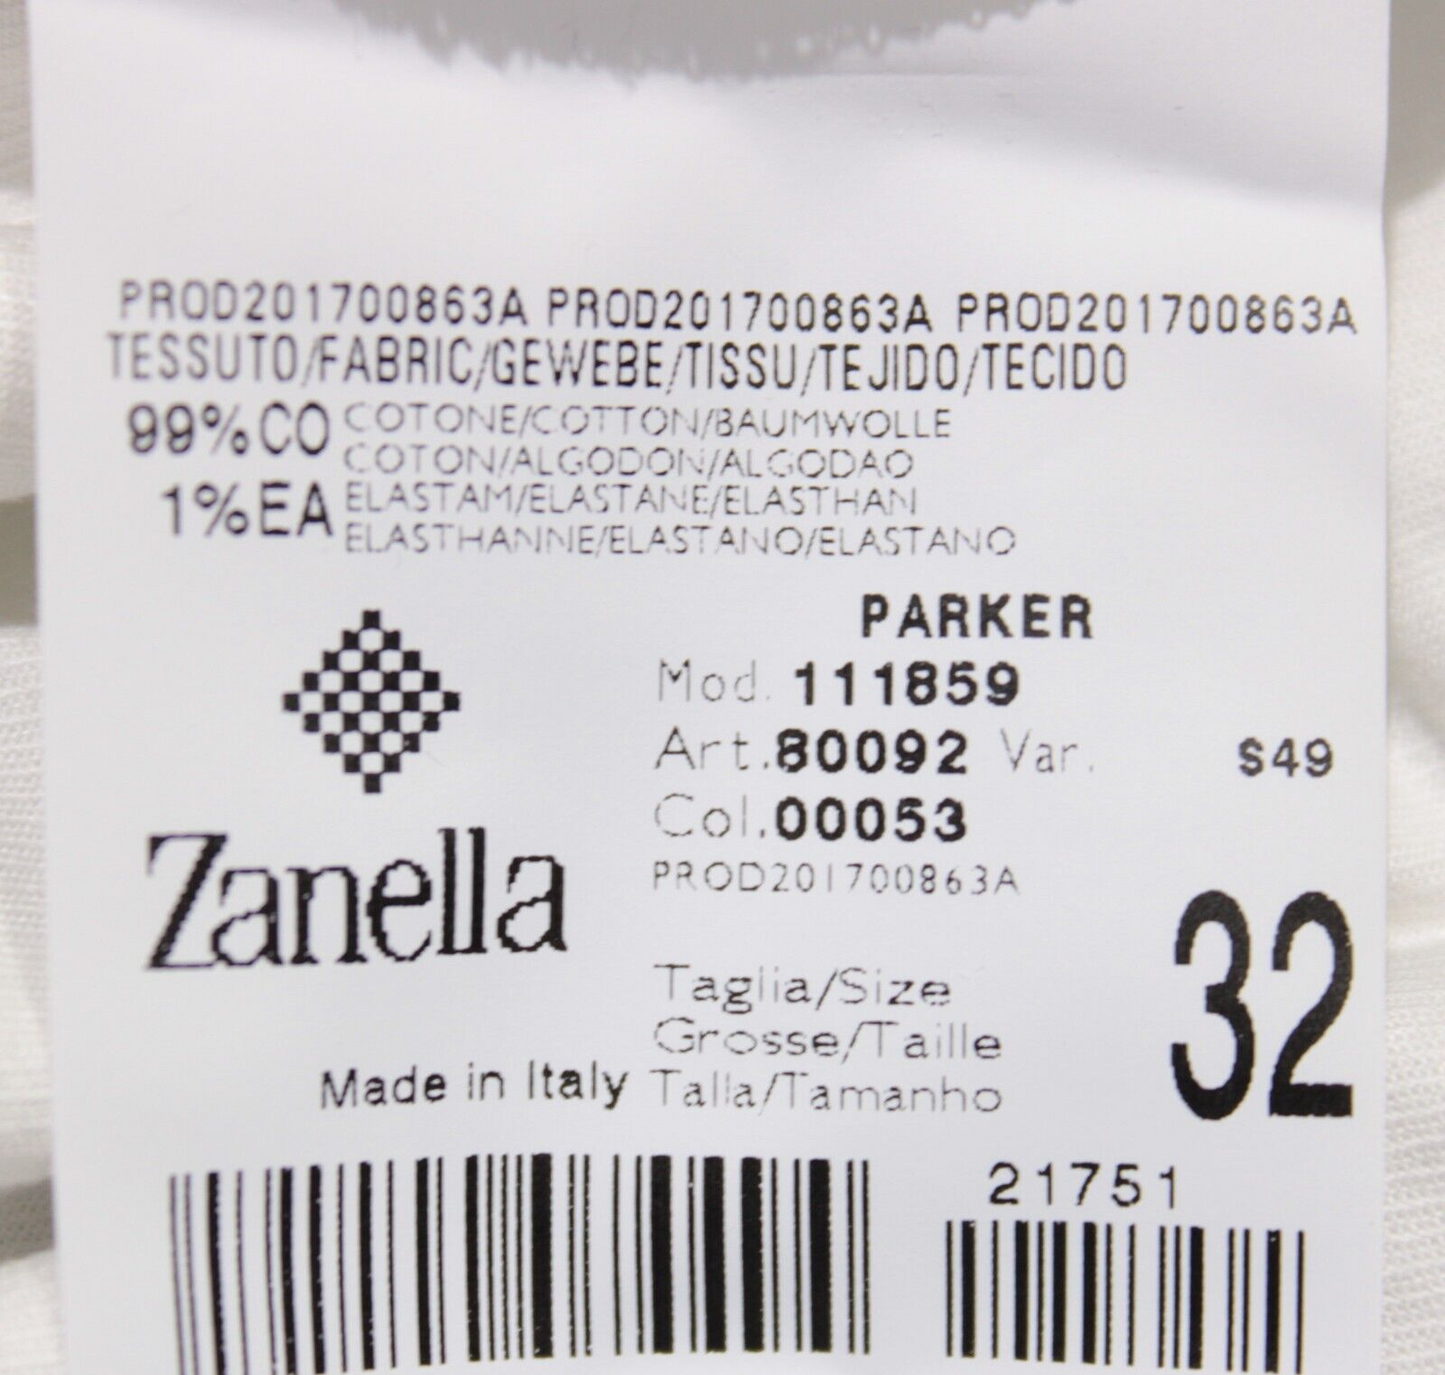 PROD201700863A PROD201700863A PROD201700863A
TESSUTO/FABRIC/GEWEBE/TISSU/TEJIDO/TECIDO
99%CO COTONE/COTTON/BAUMWOLLE
COTON/ALGODON/ALGODAO
1%EA ELASTAM/ELASTANE/ELASTHAN
ELASTHANNE/ELASTANO/ELASTANO
PARKER
Mod. 111859
Art.80092 Var. S49
Col.00053
PROD201700863A
Zanella
32
Taglia/Size
Grosse/Taille
Made in Italy Talla/Tamanho
21751